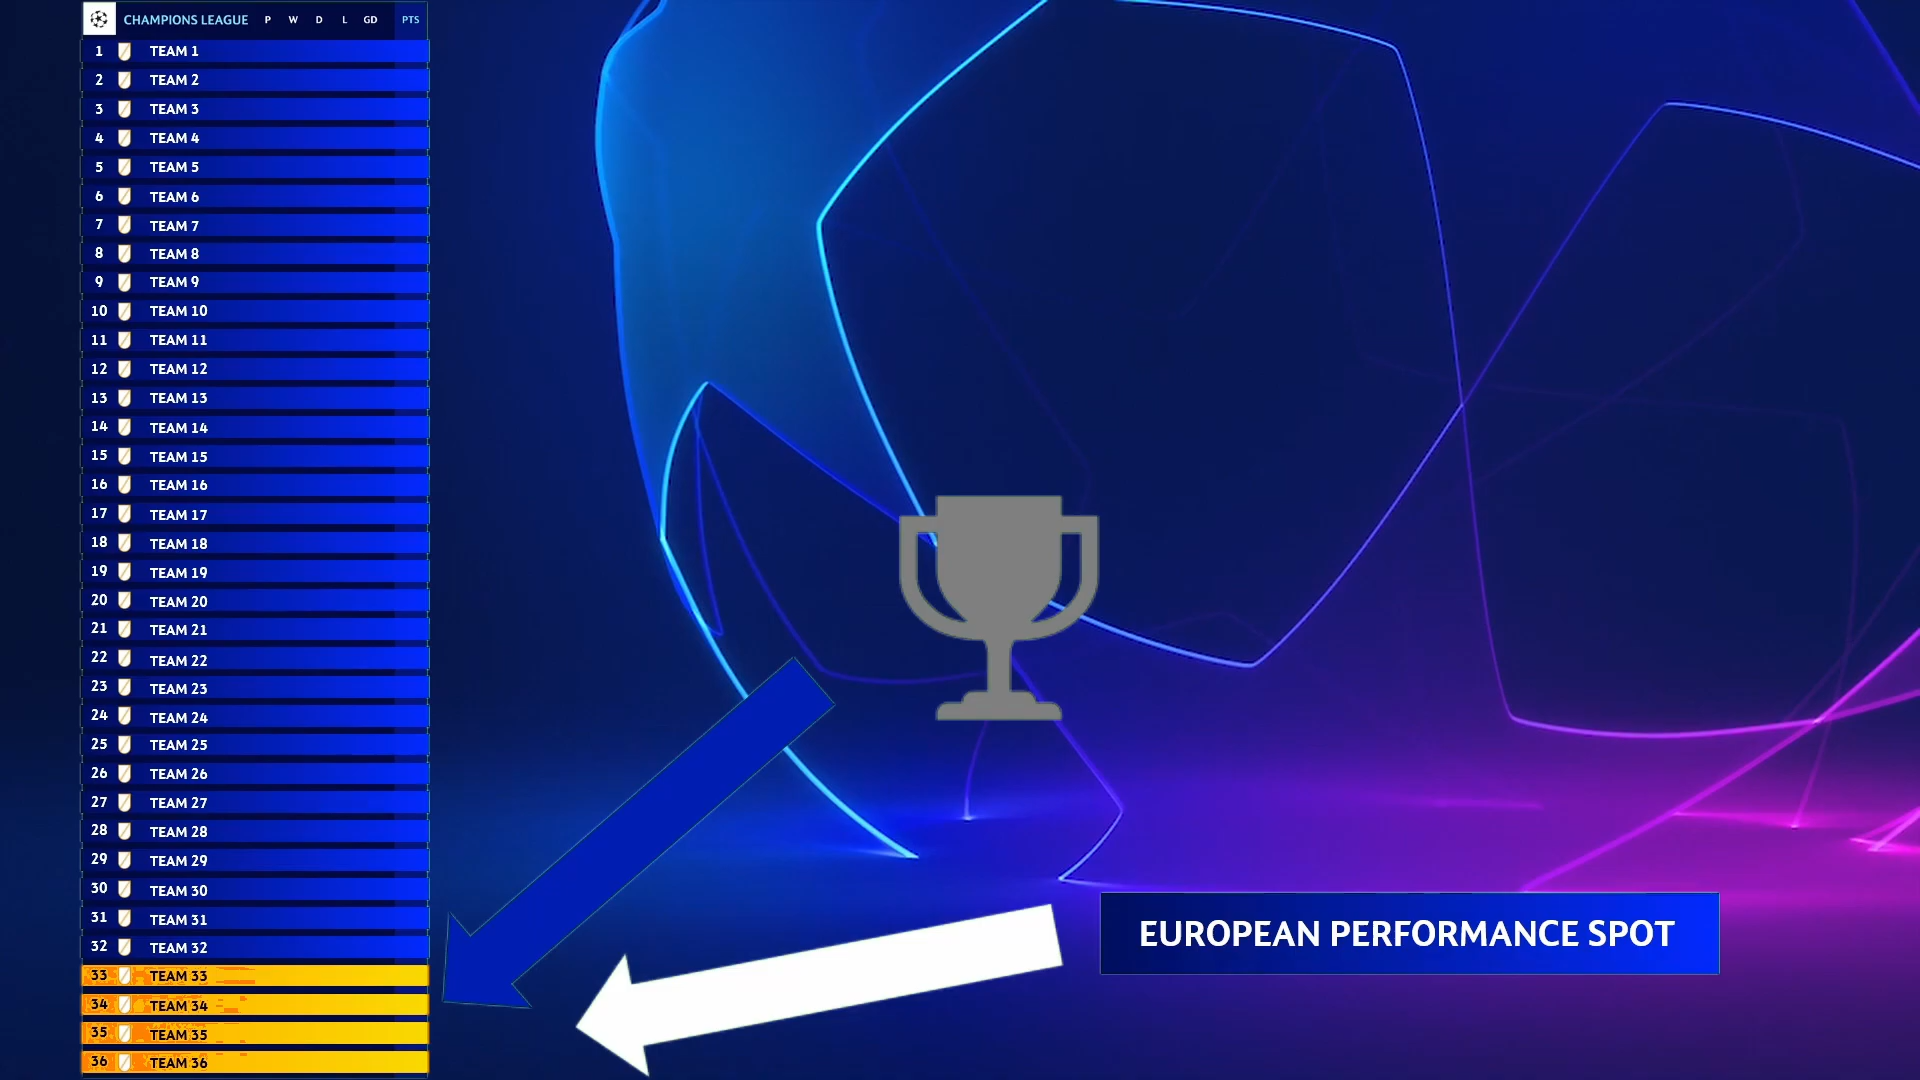 CHAMPIONS LEAGUE P W D L GD PTS
1 TEAM 1
2 TEAM 2
3 TEAM 3
4 TEAM 4
5 TEAM 5
6 TEAM 6
7 TEAM 7
8 TEAM 8
9 TEAM 9
10 TEAM 10
11 TEAM 11
12 TEAM 12
13 TEAM 13
14 TEAM 14
15 TEAM 15
16 TEAM 16
17 TEAM 17
18 TEAM 18
19 TEAM 19
20 TEAM 20
21 TEAM 21
22 TEAM 22
23 TEAM 23
24 TEAM 24
25 TEAM 25
26 TEAM 26
27 TEAM 27
28 TEAM 28
29 TEAM 29
30 TEAM 30
31 TEAM 31
32 TEAM 32
33 TEAM 33
34 TEAM 34
35 TEAM 35
36 TEAM 36
EUROPEAN PERFORMANCE SPOT